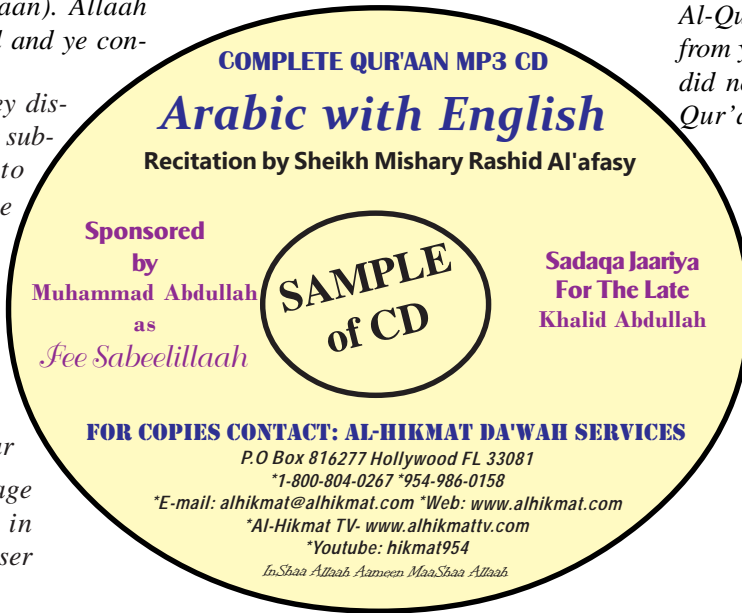 aan). Allaah
and ye con-
ey dis-
sub-
to
e
ur
age
in
ser
COMPLETE QUR'AAN MP3 CD
Arabic with English
Recitation by Sheikh Mishary Rashid Al'afasy
Sponsored
by
Muhammad Abdullah
as
Fee Sabeelillaah
SAMPLE
of CD
Sadaqa Jaariya
For The Late
Khalid Abdullah
FOR COPIES CONTACT: AL-HIKMAT DA'WAH SERVICES
P.O Box 816277 Hollywood FL 33081
*1-800-804-0267 *954-986-0158
*E-mail: alhikmat@alhikmat.com *Web: www.alhikmat.com
*Al-Hikmat TV- www.alhikmattv.com
*Youtube: hikmat954
InShaa Allaah Aameen MaaShaa Allaah
Al-Qu
from y
did no
Qur’a